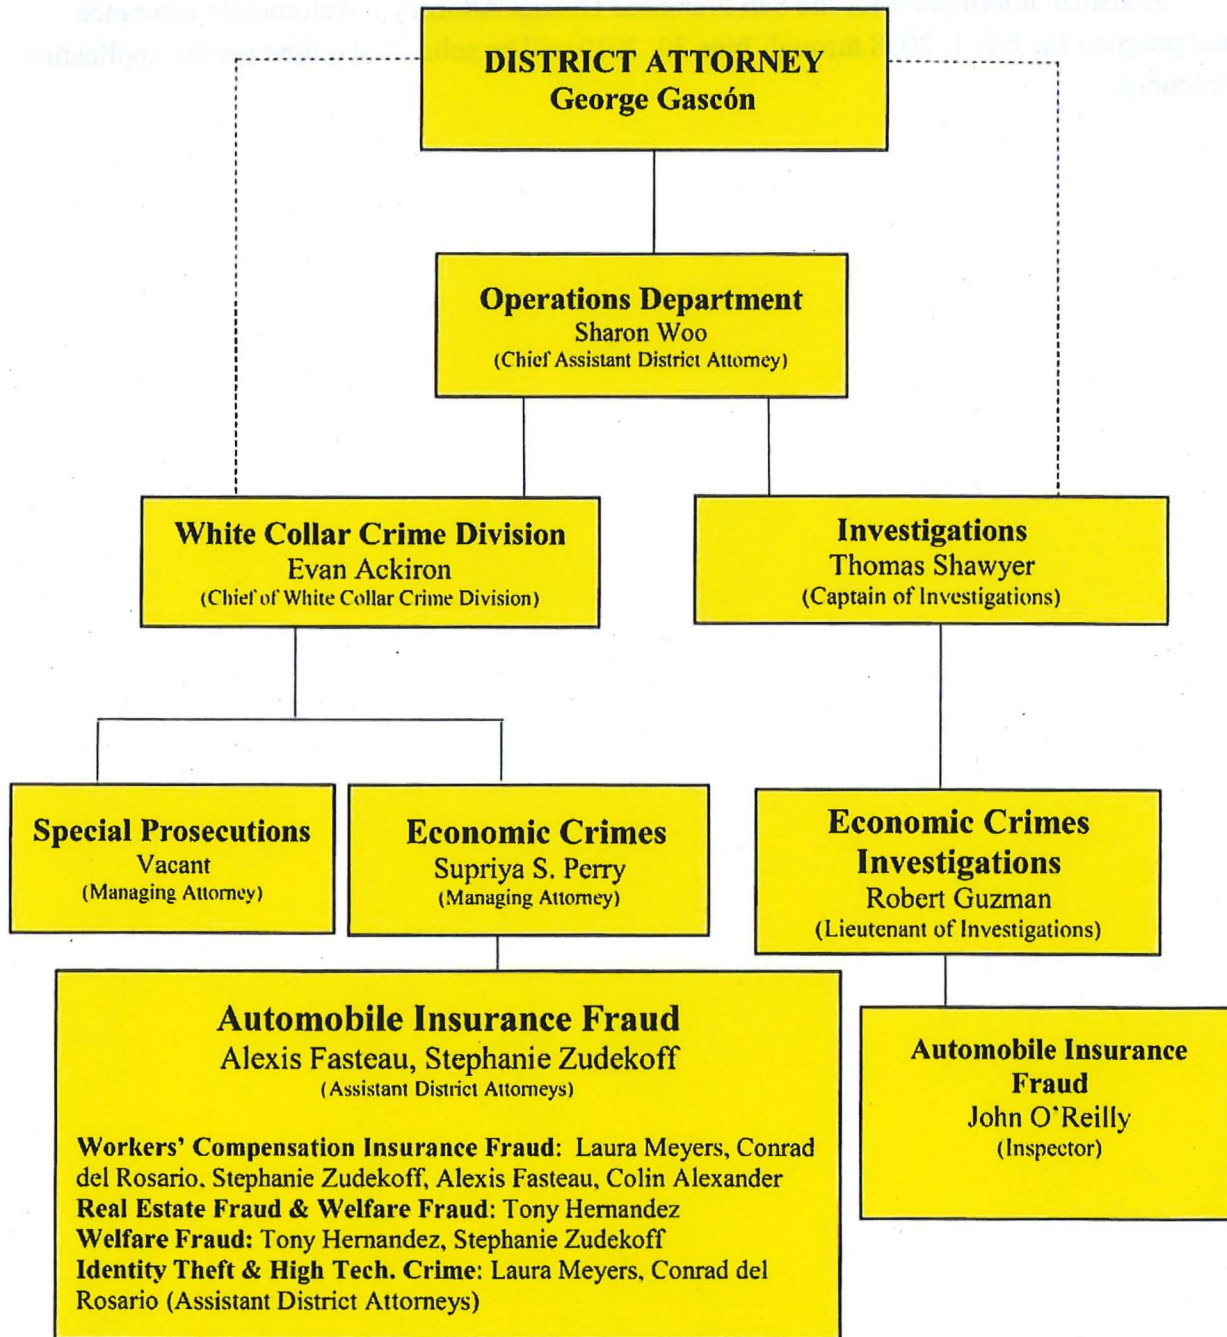 DISTRICT ATTORNEY
George Gascón
Operations Department
Sharon Woo
(Chief Assistant District Attorney)
White Collar Crime Division
Evan Ackiron
(Chief of White Collar Crime Division)
Investigations
Thomas Shawyer
(Captain of Investigations)
Special Prosecutions
Vacant
(Managing Attorney)
Economic Crimes
Supriya S. Perry
(Managing Attorney)
Economic Crimes
Investigations
Robert Guzman
(Lieutenant of Investigations)
Automobile Insurance Fraud
Alexis Fasteau, Stephanie Zudekoff
(Assistant District Attorneys)
Workers' Compensation Insurance Fraud: Laura Meyers, Conrad
del Rosario, Stephanie Zudekoff, Alexis Fasteau, Colin Alexander
Real Estate Fraud & Welfare Fraud: Tony Hernandez
Welfare Fraud: Tony Hernandez, Stephanie Zudekoff
Identity Theft & High Tech. Crime: Laura Meyers, Conrad del
Rosario (Assistant District Attorneys)
Automobile Insurance
Fraud
John O'Reilly
(Inspector)